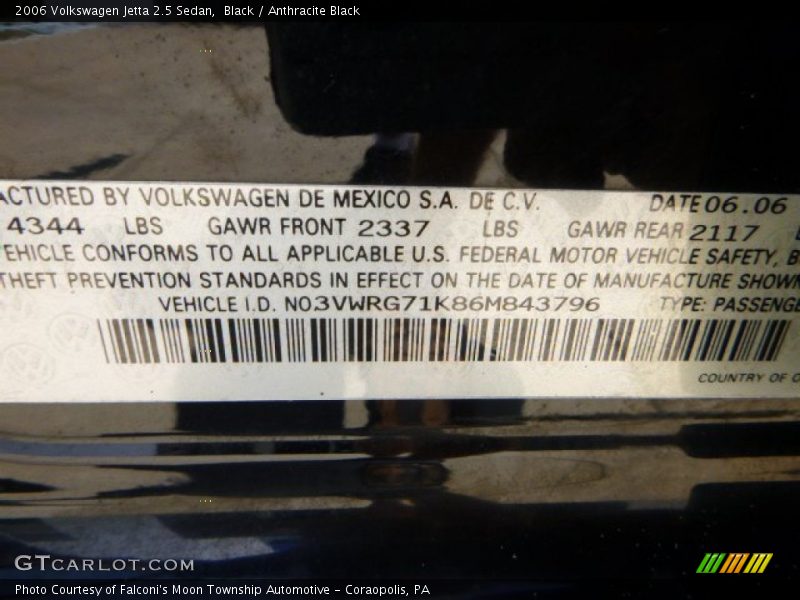 2006 Volkswagen Jetta 2.5 Sedan, Black / Anthracite Black
ACTURED BY VOLKSWAGEN DE MEXICO S.A. DE C.V. DATE 06.06
4344 LBS GAWR FRONT 2337 LBS GAWR REAR 2117
EHICLE CONFORMS TO ALL APPLICABLE U.S. FEDERAL MOTOR VEHICLE SAFETY, B
THEFT PREVENTION STANDARDS IN EFFECT ON THE DATE OF MANUFACTURE SHOWN
VEHICLE I.D. NO3VWRG71K86M843796 TYPE: PASSENGE
COUNTRY OF O
GTCARLOT.COM
Photo Courtesy of Falconi's Moon Township Automotive - Coraopolis, PA